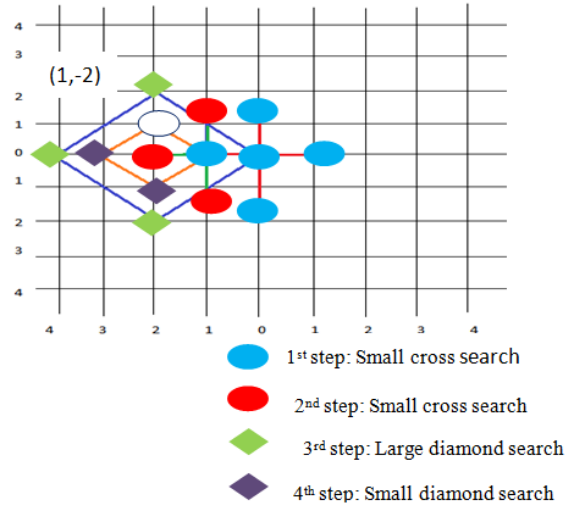 4
3
(1,-2)
2
1
0
1
2
3
4
4 3 2 1 0 1 2 3 4
1st step: Small cross search
2nd step: Small cross search
3rd step: Large diamond search
4th step: Small diamond search